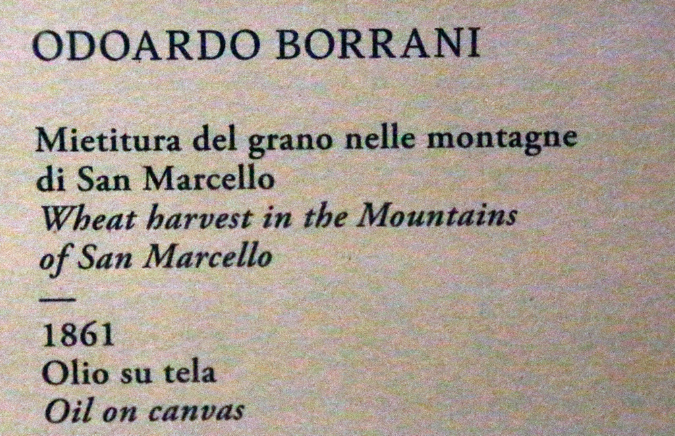 ODOARDO BORRANI
Mietitura del grano nelle montagne
di San Marcello
Wheat harvest in the Mountains
of San Marcello
—
1861
Olio su tela
Oil on canvas